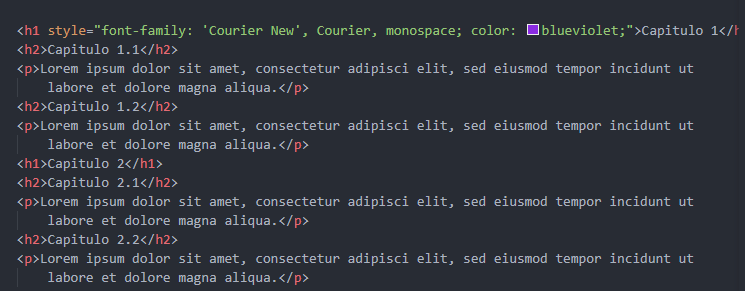 <h1 style="font-family: 'Courier New', Courier, monospace; color: blueviolet;">Capitulo 1</h
<h2>Capitulo 1.1</h2>
<p>Lorem ipsum dolor sit amet, consectetur adipisci elit, sed eiusmod tempor incidunt ut
labore et dolore magna aliqua.</p>
<h2>Capitulo 1.2</h2>
<p>Lorem ipsum dolor sit amet, consectetur adipisci elit, sed eiusmod tempor incidunt ut
labore et dolore magna aliqua.</p>
<h1>Capitulo 2</h1>
<h2>Capitulo 2.1</h2>
<p>Lorem ipsum dolor sit amet, consectetur adipisci elit, sed eiusmod tempor incidunt ut
labore et dolore magna aliqua.</p>
<h2>Capitulo 2.2</h2>
<p>Lorem ipsum dolor sit amet, consectetur adipisci elit, sed eiusmod tempor incidunt ut
labore et dolore magna aliqua.</p>